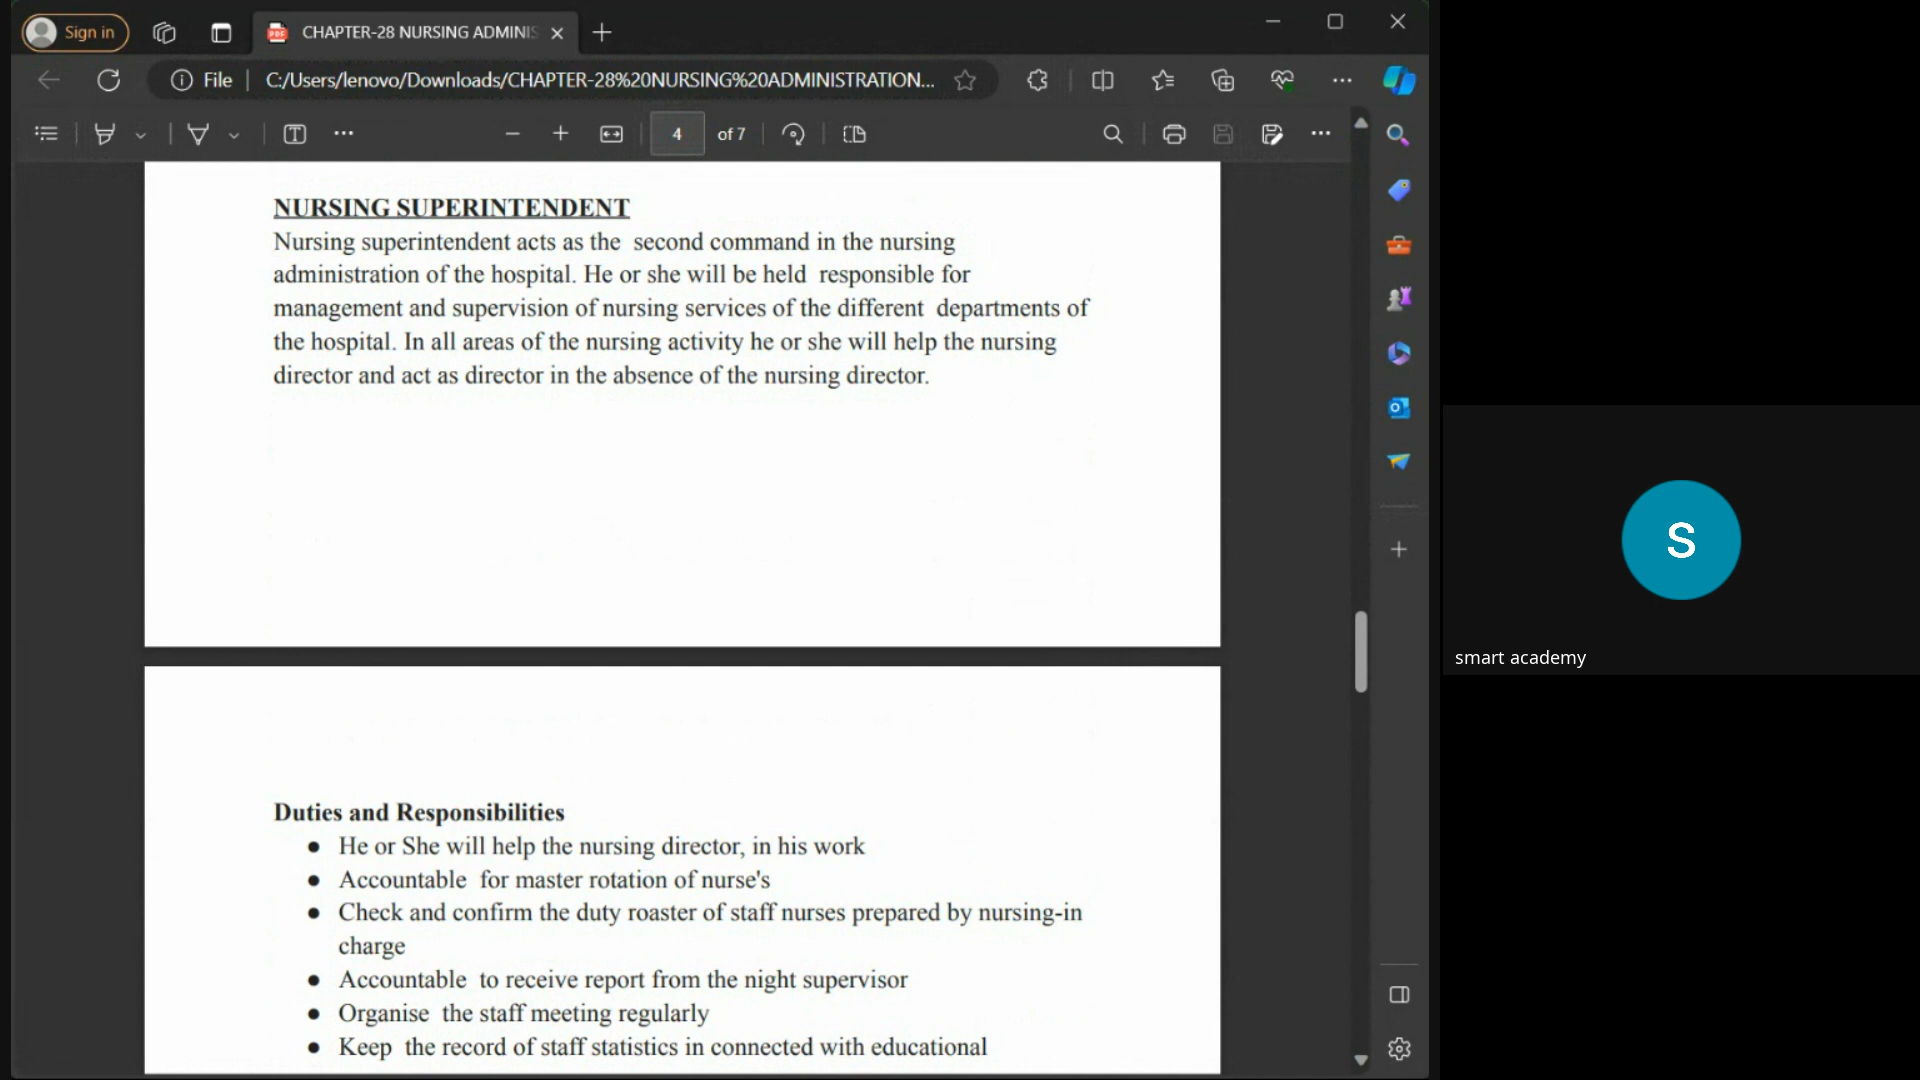 Sign in
CHAPTER-28 NURSING ADMINIS
File
C:/Users/lenovo/Downloads/CHAPTER-28%20NURSING%20ADMINISTRATION...
4 of 7
NURSING SUPERINTENDENT
Nursing superintendent acts as the second command in the nursing
administration of the hospital. He or she will be held responsible for
management and supervision of nursing services of the different departments of
the hospital. In all areas of the nursing activity he or she will help the nursing
director and act as director in the absence of the nursing director.
Duties and Responsibilities
● He or She will help the nursing director, in his work
● Accountable for master rotation of nurse's
● Check and confirm the duty roaster of staff nurses prepared by nursing-in
charge
● Accountable to receive report from the night supervisor
● Organise the staff meeting regularly
● Keep the record of staff statistics in connected with educational
S
smart academy